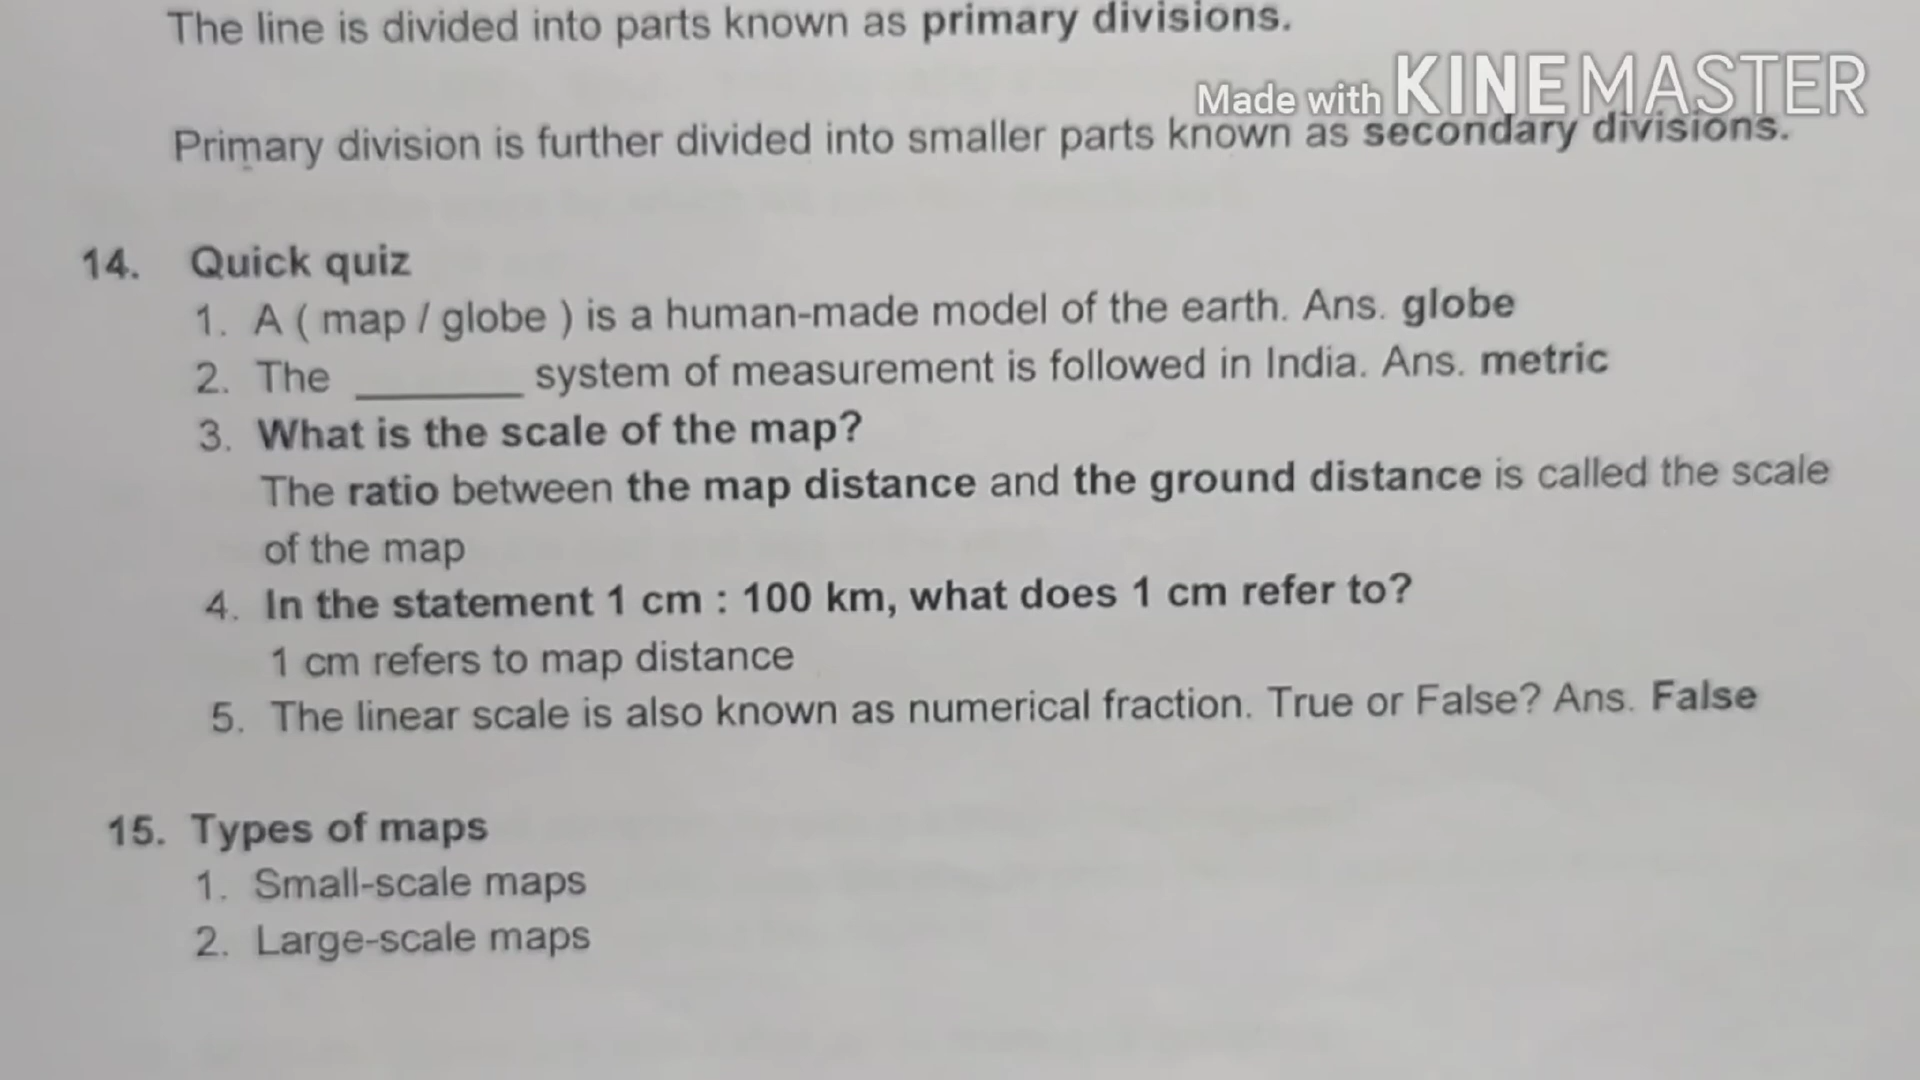 The line is divided into parts known as primary divisions.
Made with KINEMASTER
Primary division is further divided into smaller parts known as secondary divisions.
14. Quick quiz
1. A ( map / globe ) is a human-made model of the earth. Ans. globe
2. The ________ system of measurement is followed in India. Ans. metric
3. What is the scale of the map?
The ratio between the map distance and the ground distance is called the scale
of the map
4. In the statement 1 cm : 100 km, what does 1 cm refer to?
1 cm refers to map distance
5. The linear scale is also known as numerical fraction. True or False? Ans. False
15. Types of maps
1. Small-scale maps
2. Large-scale maps